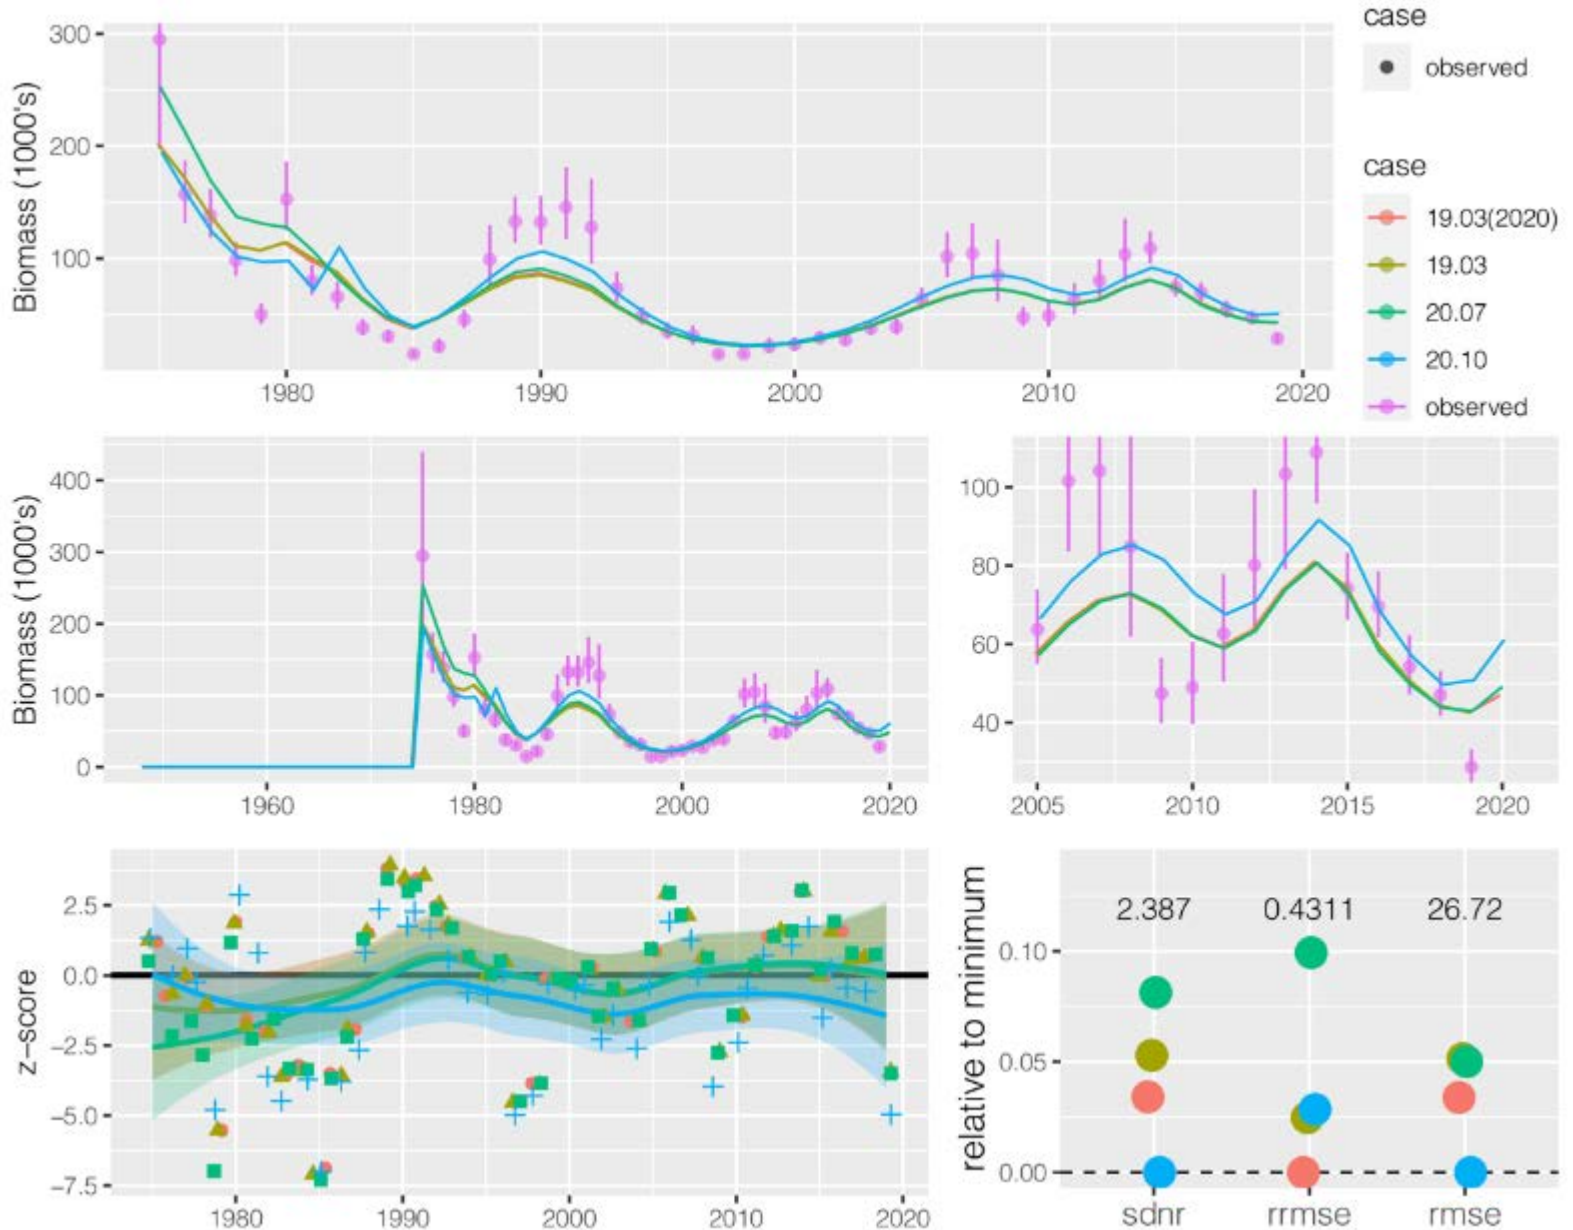 case
observed
case
19.03(2020)
19.03
20.07
20.10
observed
Biomass (1000's)
300
200
100
1980 1990 2000 2010 2020
Biomass (1000's)
400
300
200
100
0
1960 1980 2000 2020
100
80
60
40
2005 2010 2015 2020
z-score
2.5
0.0
-2.5
-5.0
-7.5
1980 1990 2000 2010 2020
relative to minimum
2.387 0.4311 26.72
0.10
0.05
0.00
sdnr rrmse rmse